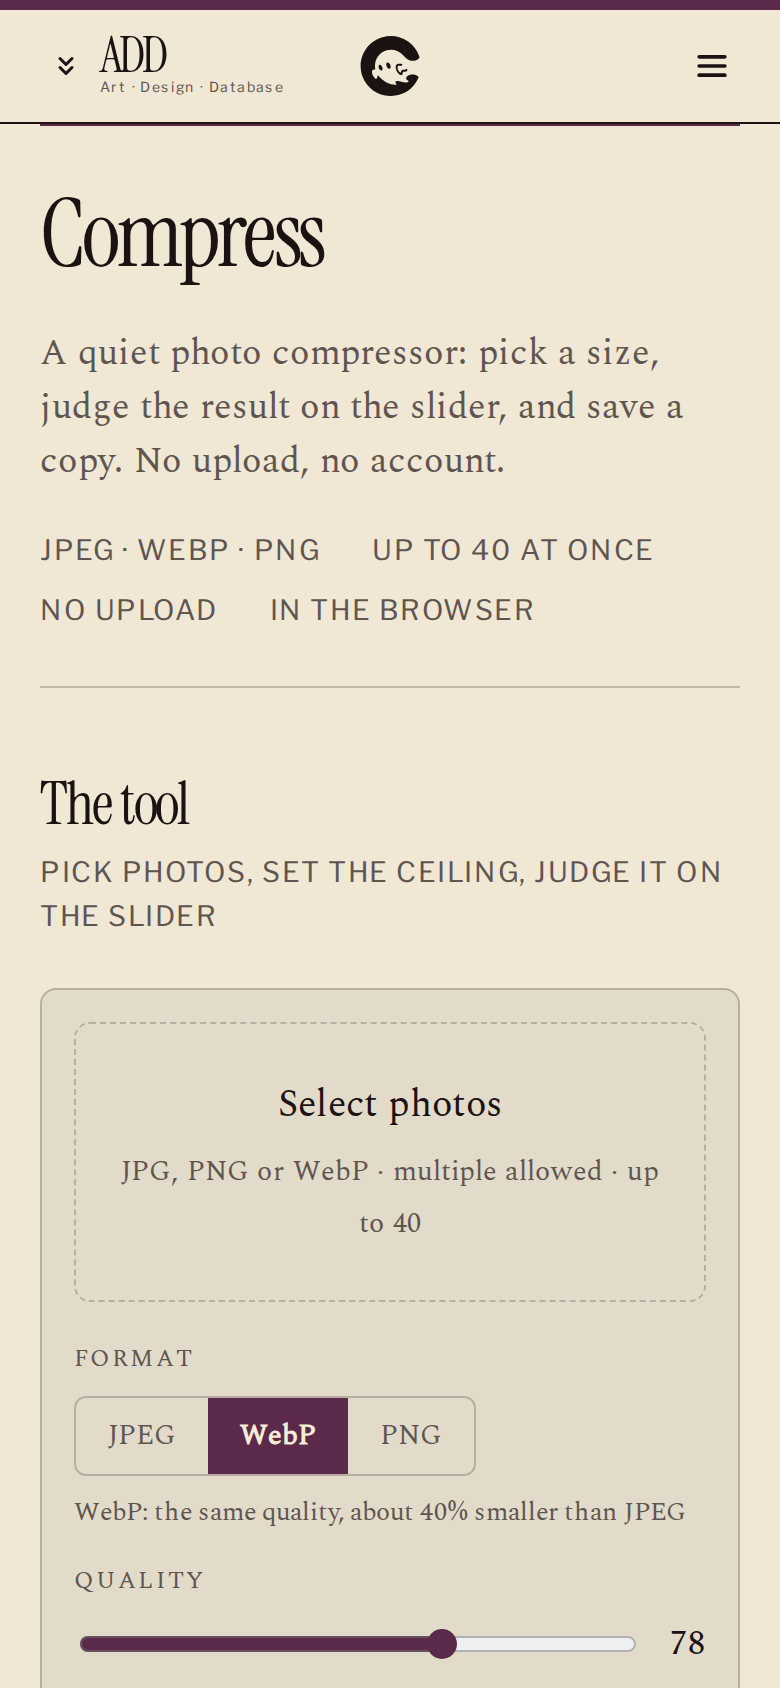 ADD
Art · Design · Database
Compress
A quiet photo compressor: pick a size,
judge the result on the slider, and save a
copy. No upload, no account.
JPEG · WEBP · PNG UP TO 40 AT ONCE
NO UPLOAD IN THE BROWSER
The tool
PICK PHOTOS, SET THE CEILING, JUDGE IT ON
THE SLIDER
Select photos
JPG, PNG or WebP · multiple allowed · up
to 40
FORMAT
JPEG WebP PNG
WebP: the same quality, about 40% smaller than JPEG
QUALITY
78